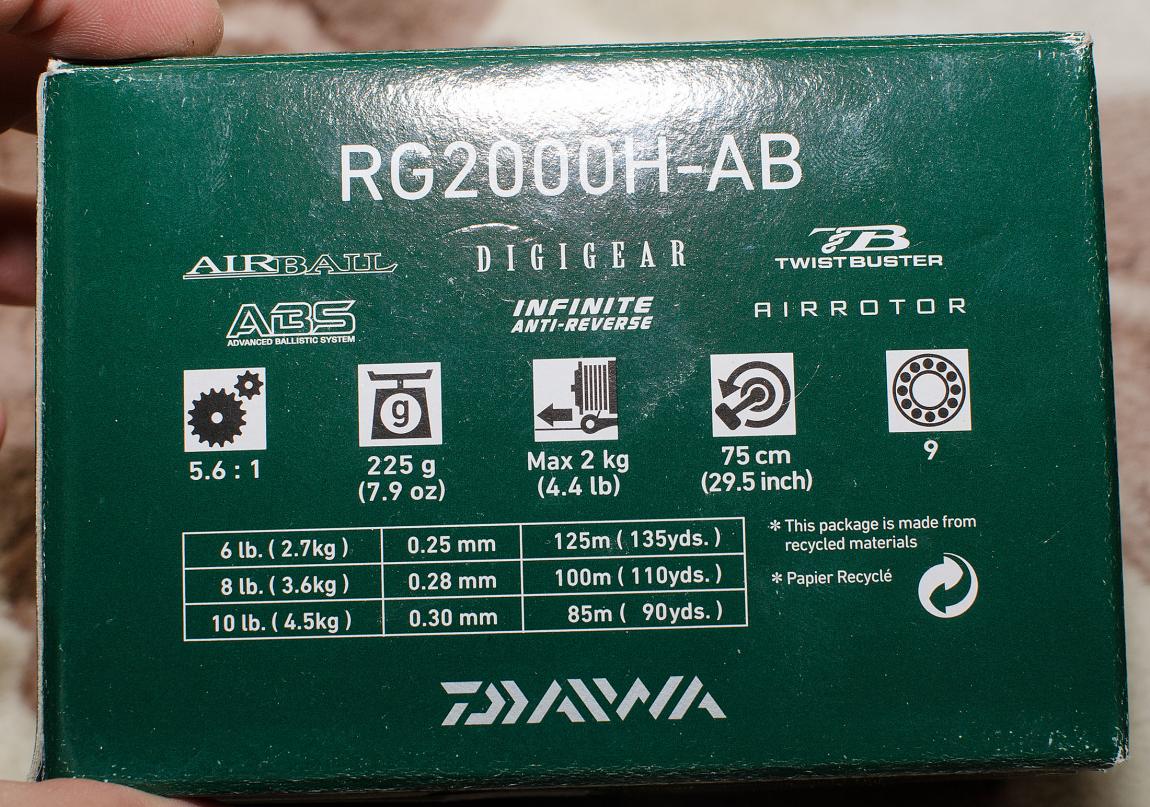 RG2000H-AB
AIRBAIL
DIGIGEAR
TB
TWISTBUSTER
ABS
ADVANCED BALLISTIC SYSTEM
INFINITE
ANTI-REVERSE
AIRROTOR
g
5.6 : 1
225 g
(7.9 oz)
Max 2 kg
(4.4 lb)
75 cm
(29.5 inch)
9
6 lb. ( 2.7kg ) 0.25 mm 125m ( 135yds. )
8 lb. ( 3.6kg ) 0.28 mm 100m ( 110yds. )
10 lb. ( 4.5kg ) 0.30 mm 85m ( 90yds. )
* This package is made from
recycled materials
* Papier Recyclé
DAIWA